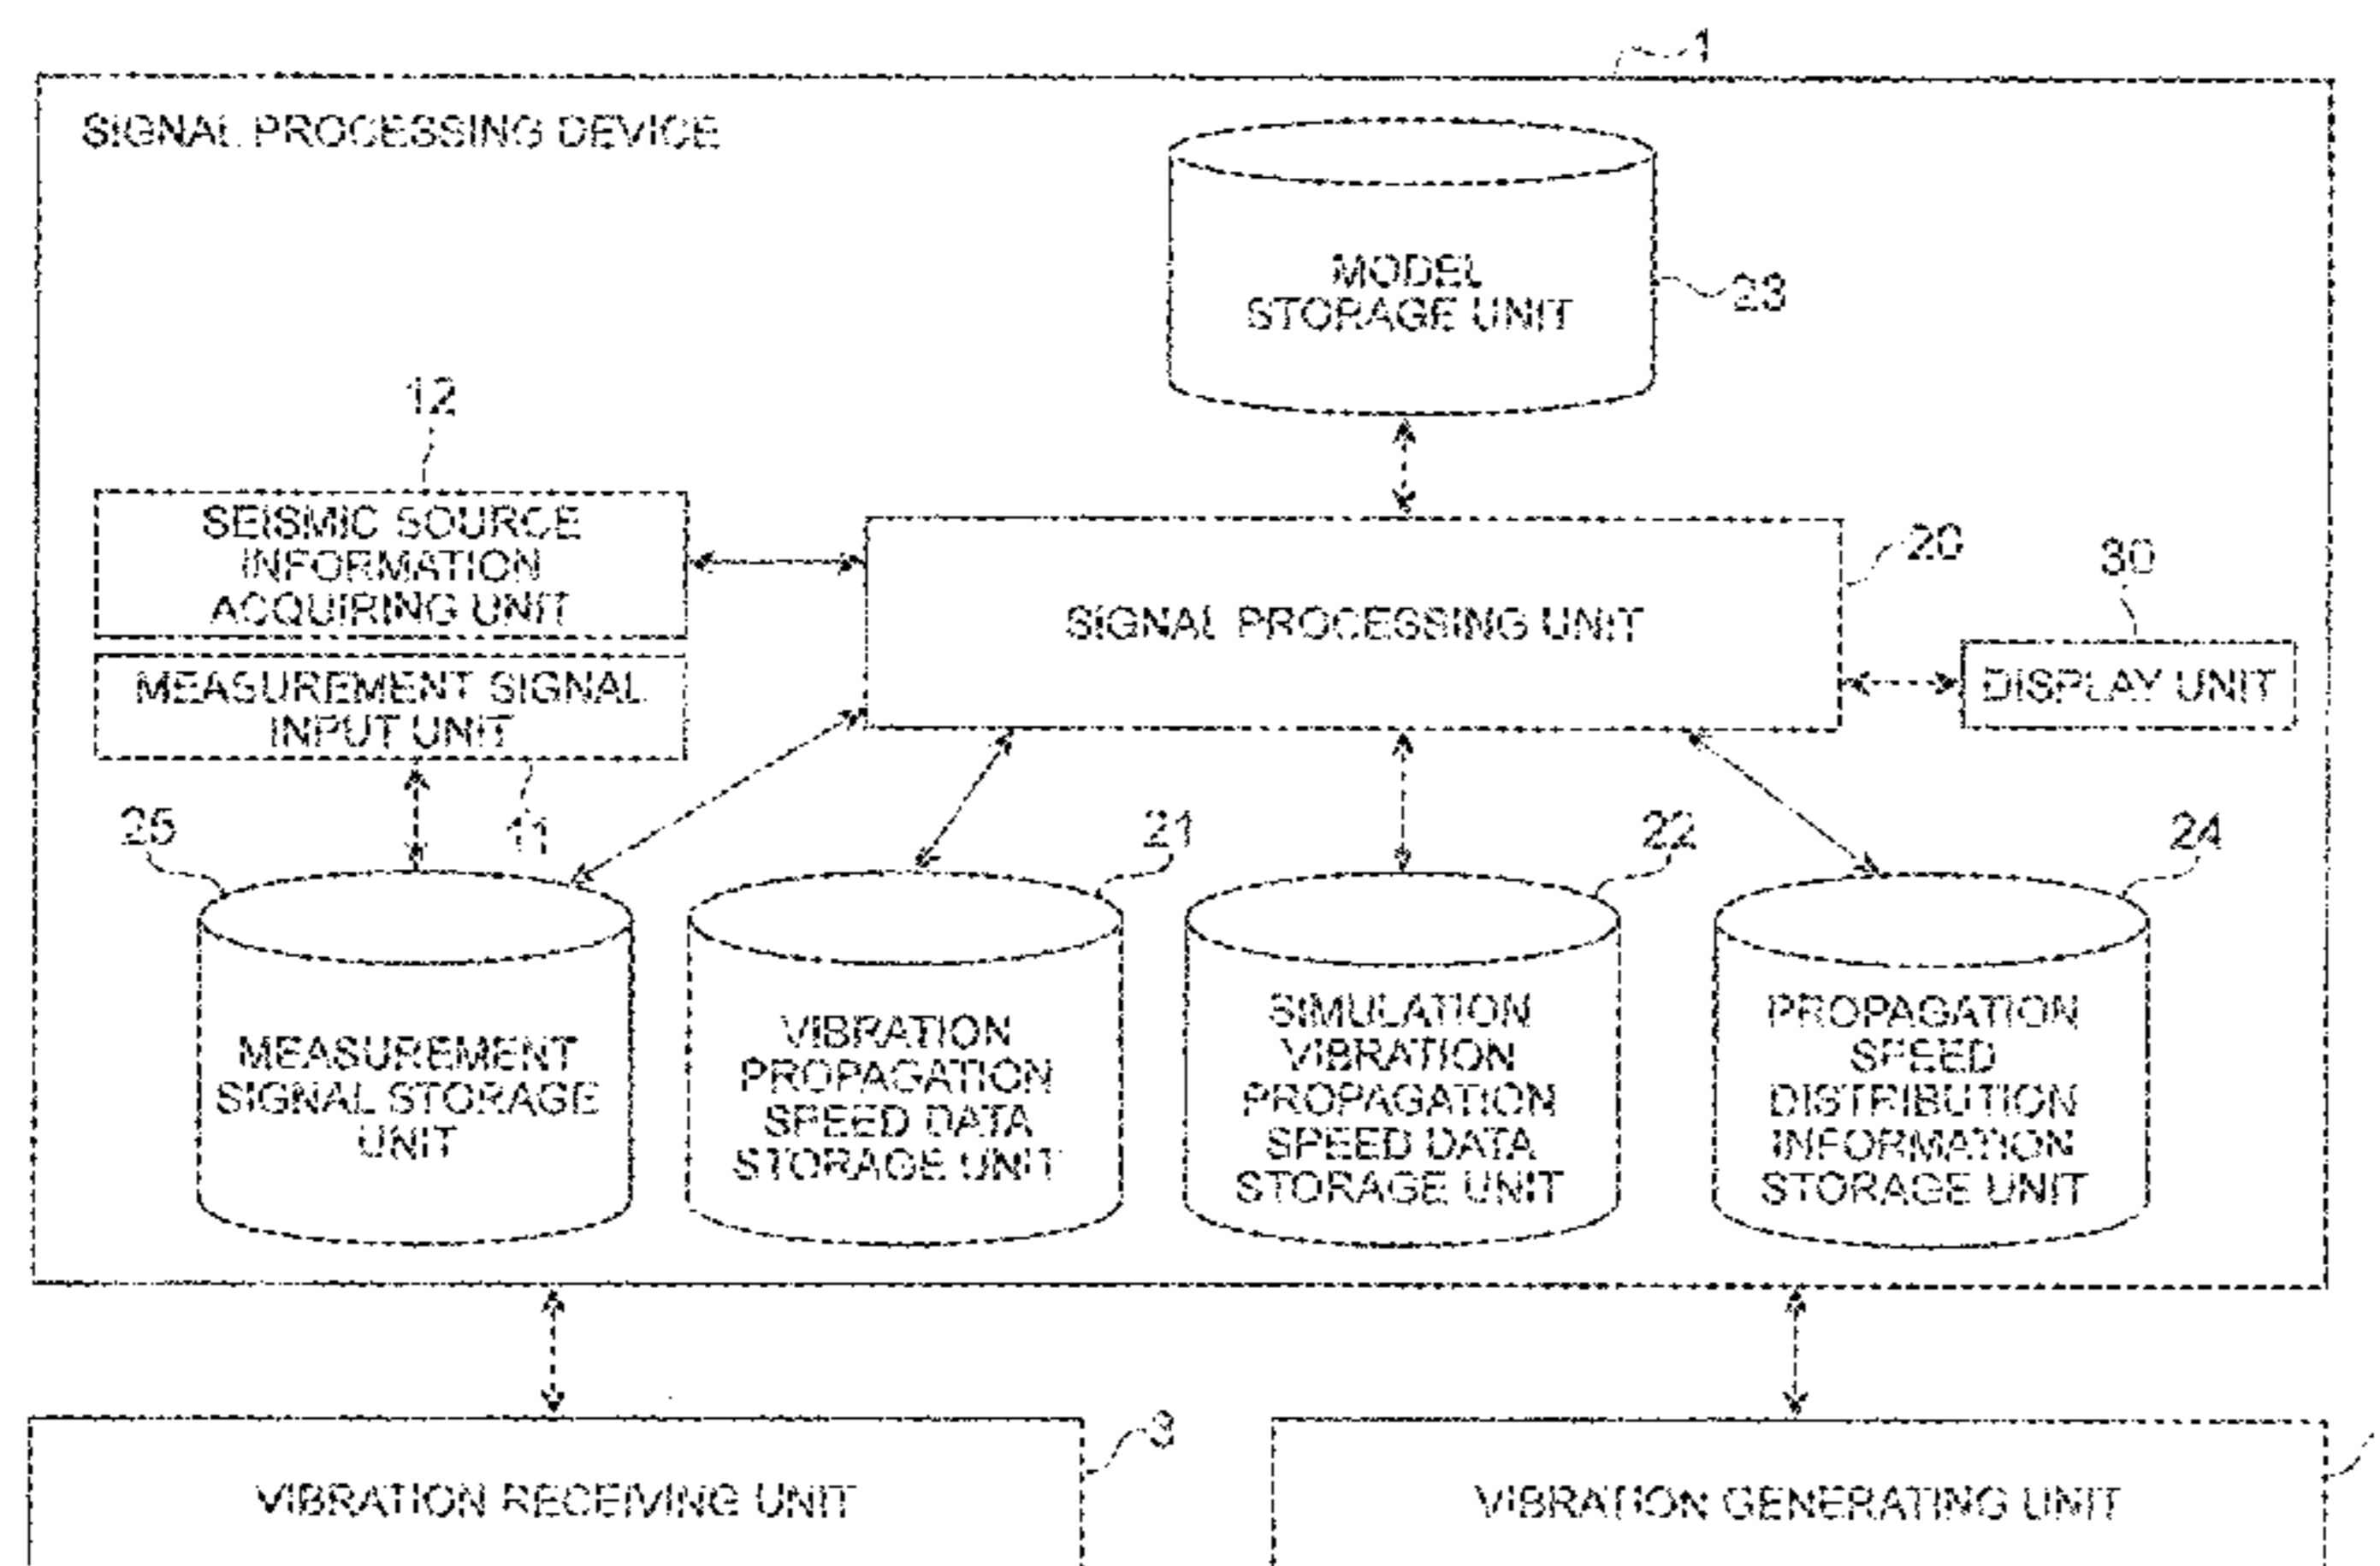 1
SIGNAL PROCESSING DEVICE
MODEL
STORAGE UNIT
23
12
SEISMIC SOURCE
INFORMATION
ACQUIRING UNIT
MEASUREMENT SIGNAL
INPUT UNIT
11
SIGNAL PROCESSING UNIT
20
30
DISPLAY UNIT
25
MEASUREMENT
SIGNAL STORAGE
UNIT
21
VIBRATION
PROPAGATION
SPEED DATA
STORAGE UNIT
22
SIMULATION
VIBRATION
PROPAGATION
SPEED DATA
STORAGE UNIT
24
PROPAGATION
SPEED
DISTRIBUTION
INFORMATION
STORAGE UNIT
3
VIBRATION RECEIVING UNIT
VIBRATION GENERATING UNIT